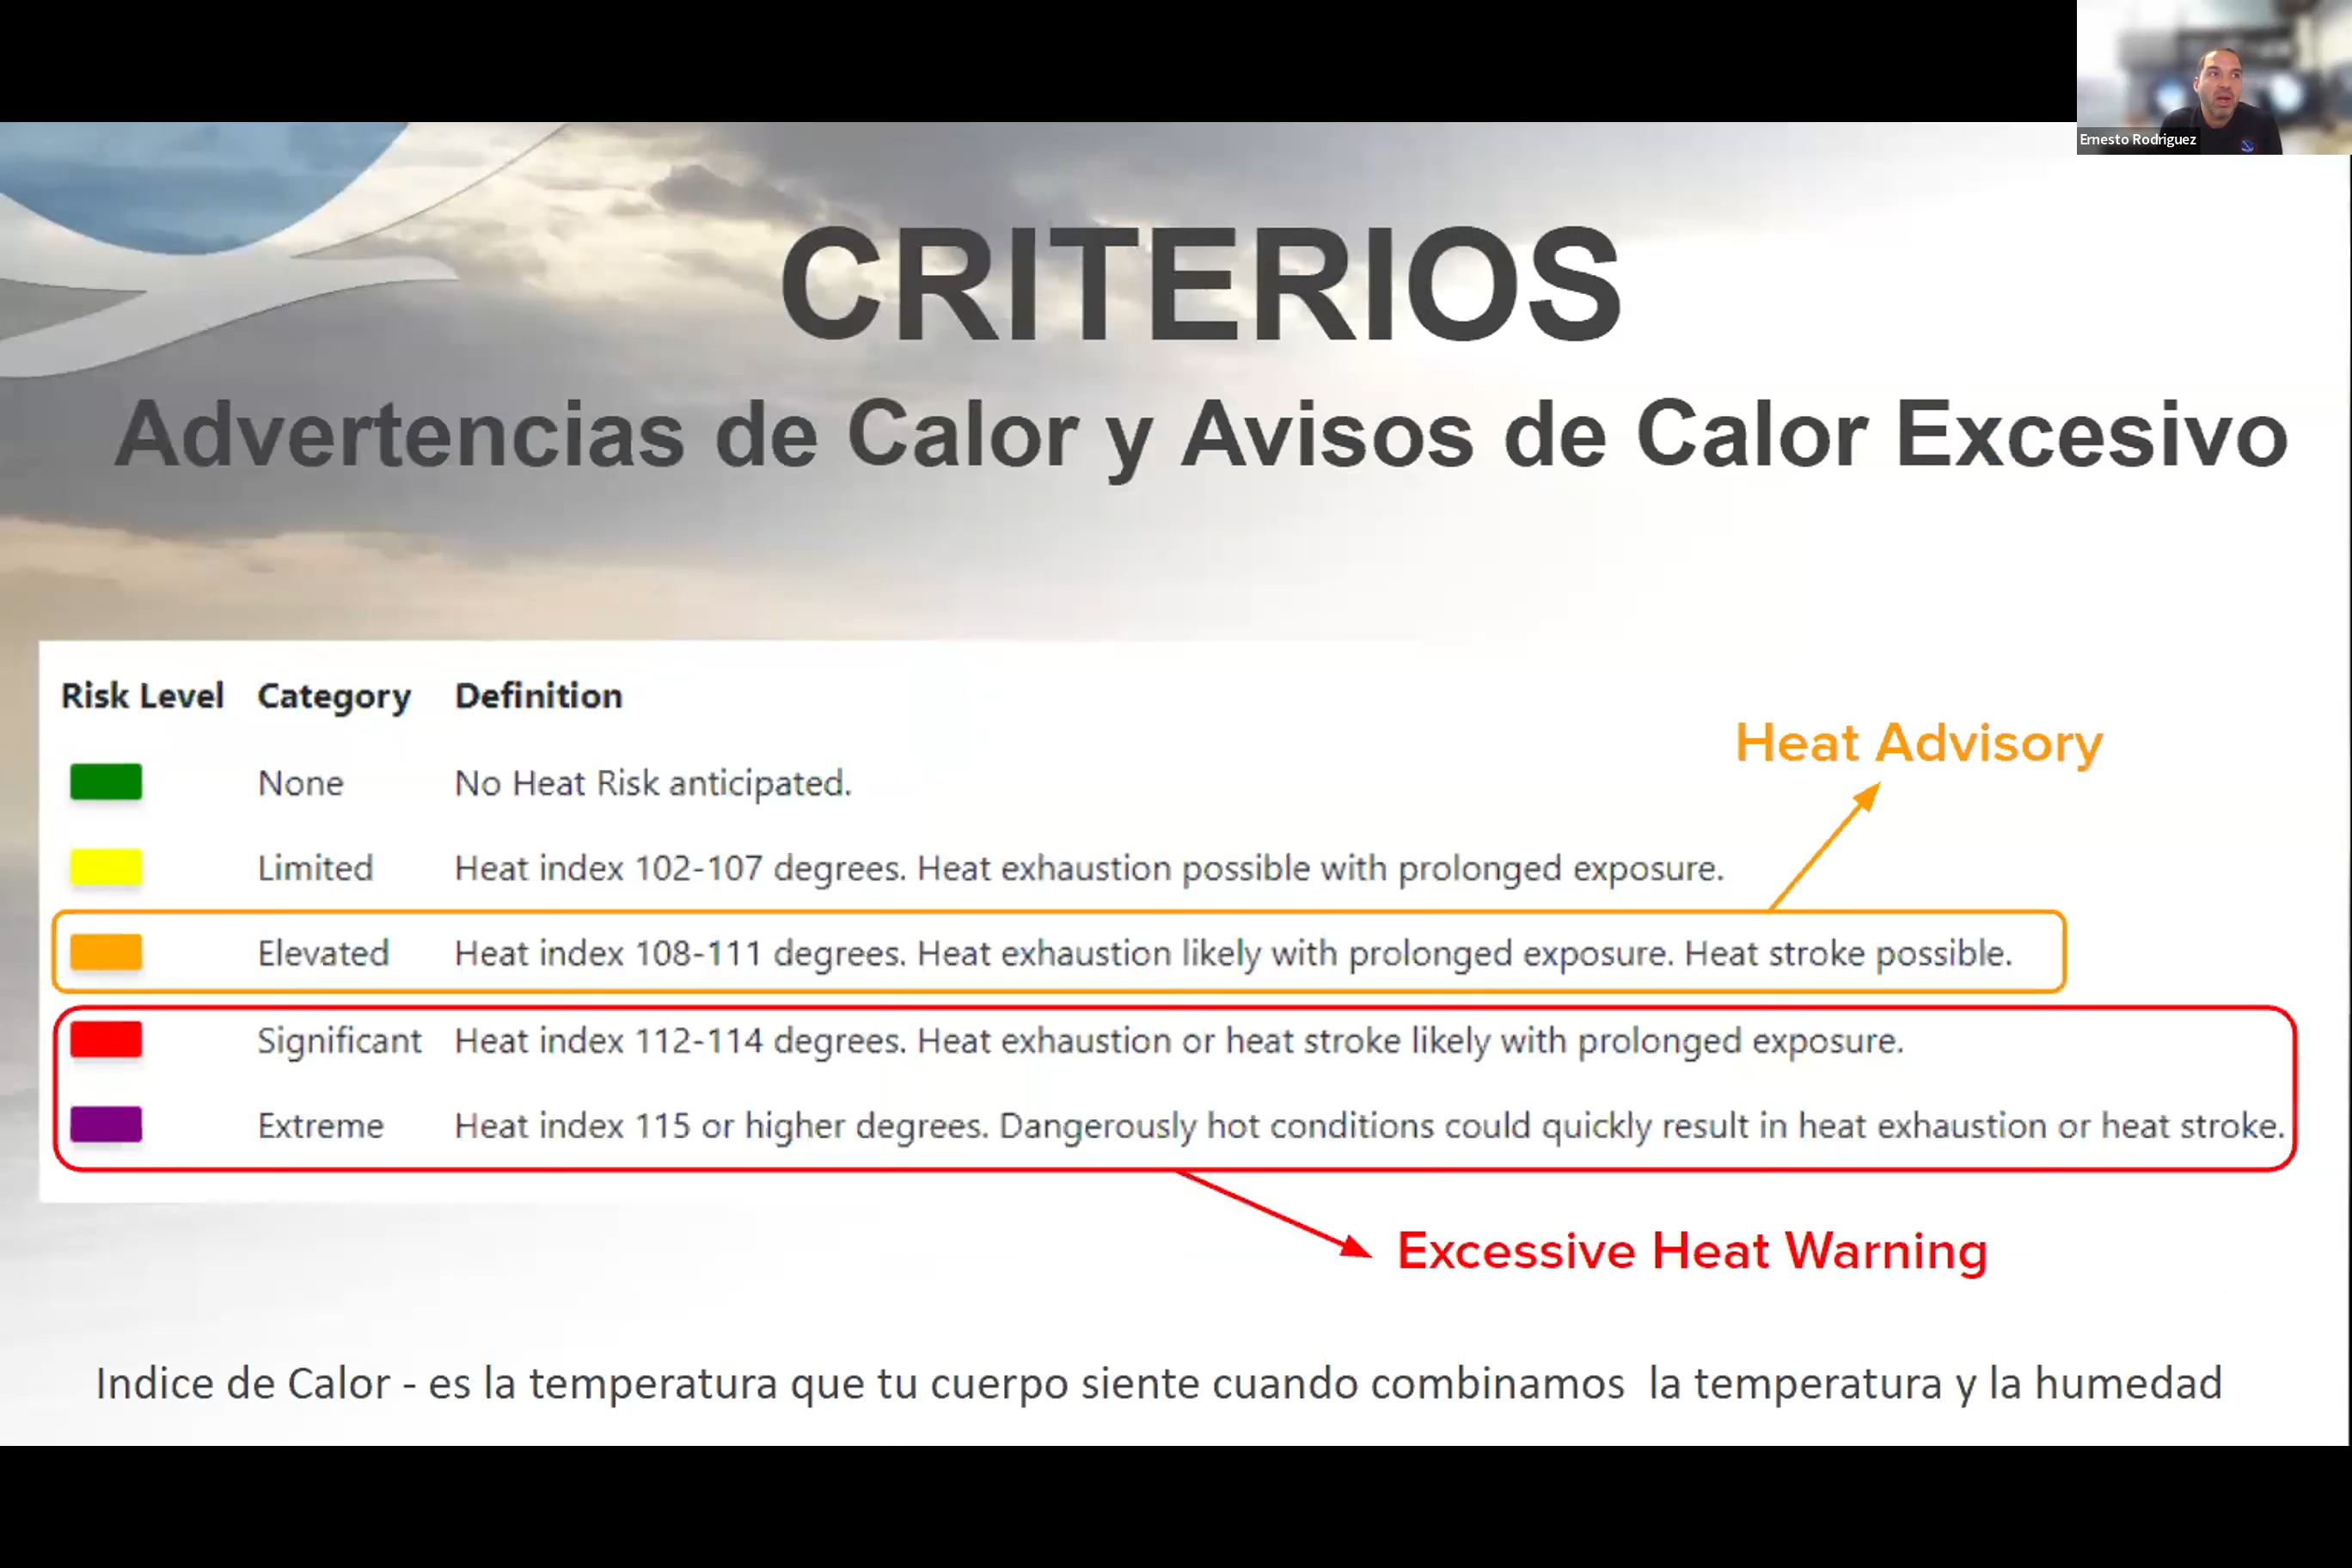 Ernesto Rodriguez
CRITERIOS
Advertencias de Calor y Avisos de Calor Excesivo
Risk Level Category Definition
Heat Advisory
None No Heat Risk anticipated.
Limited Heat index 102-107 degrees. Heat exhaustion possible with prolonged exposure.
Elevated Heat index 108-111 degrees. Heat exhaustion likely with prolonged exposure. Heat stroke possible.
Significant Heat index 112-114 degrees. Heat exhaustion or heat stroke likely with prolonged exposure.
Extreme Heat index 115 or higher degrees. Dangerously hot conditions could quickly result in heat exhaustion or heat stroke.
Excessive Heat Warning
Indice de Calor - es la temperatura que tu cuerpo siente cuando combinamos la temperatura y la humedad